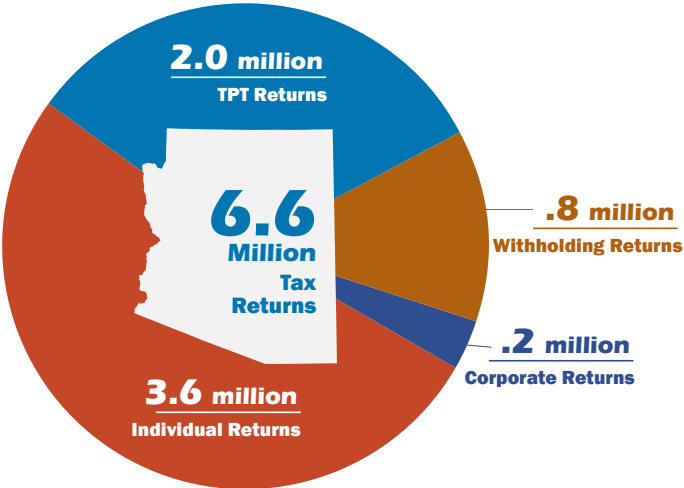 2.0 million
TPT Returns
6.6
Million
Tax
Returns
.8 million
Withholding Returns
.2 million
Corporate Returns
3.6 million
Individual Returns